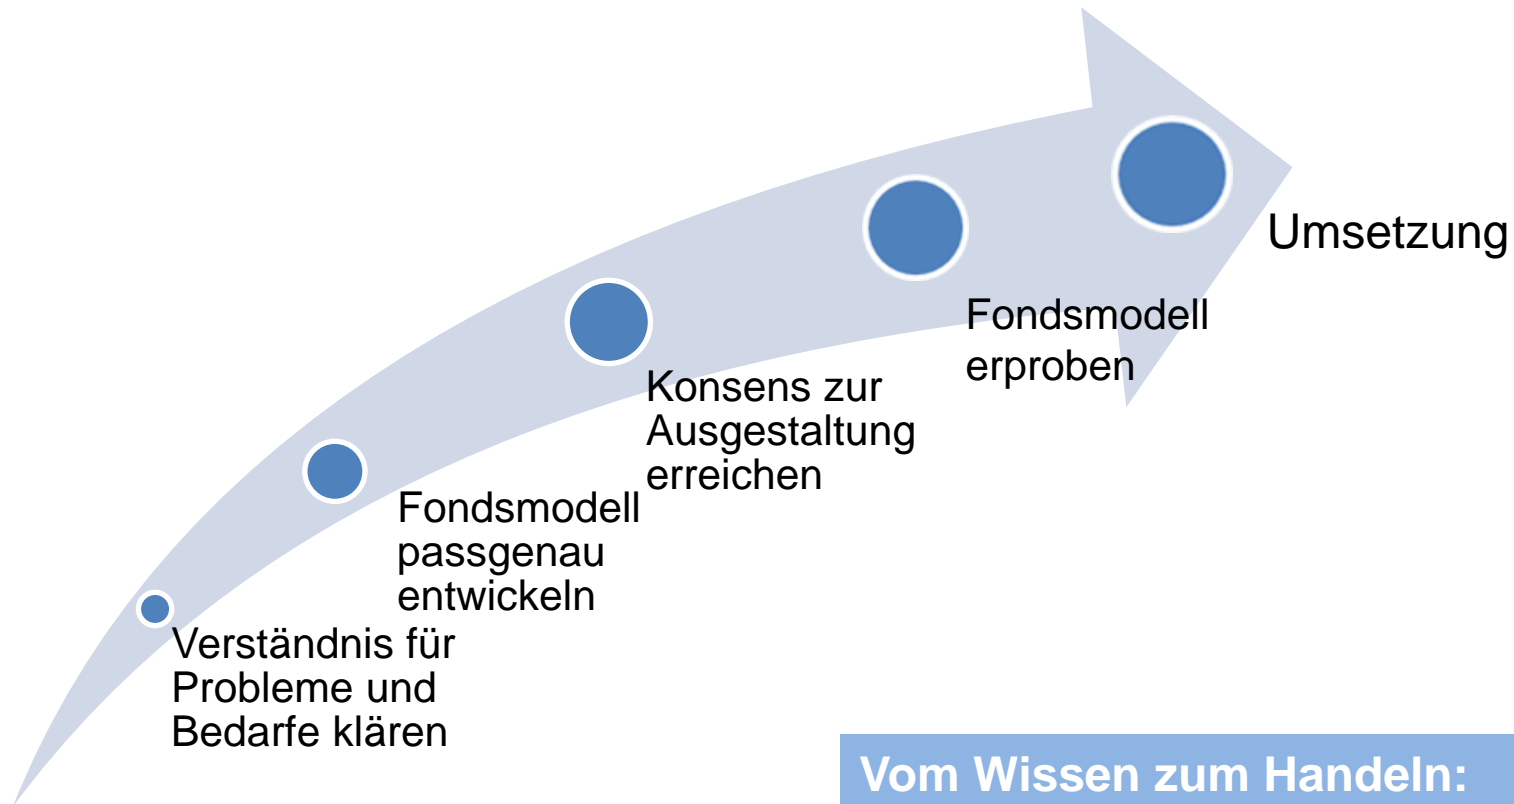 Verständnis für
Probleme und
Bedarfe klären
Fondsmodell
passgenau
entwickeln
Konsens zur
Ausgestaltung
erreichen
Fondsmodell
erproben
Umsetzung
Vom Wissen zum Handeln: